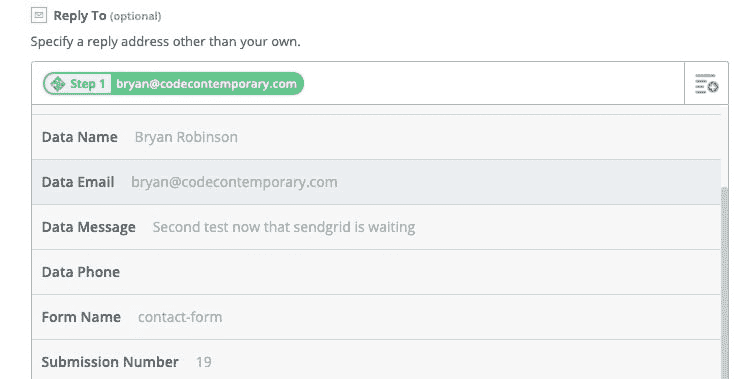 Reply To (optional)
Specify a reply address other than your own.
Step 1 bryan@codecontemporary.com
Data Name Bryan Robinson
Data Email bryan@codecontemporary.com
Data Message Second test now that sendgrid is waiting
Data Phone
Form Name contact-form
Submission Number 19